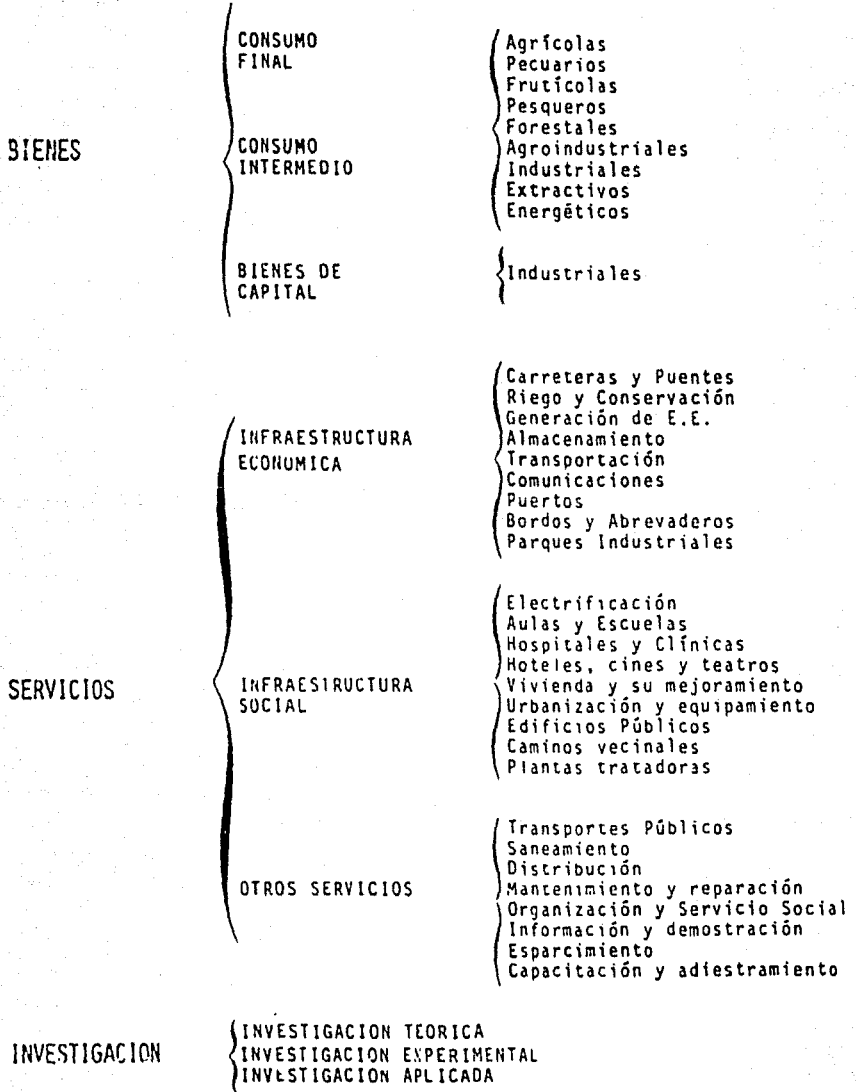 CONSUMO
FINAL
Agrícolas
Pecuarios
Frutícolas
Pesqueros
Forestales
Agroindustriales
Industriales
Extractivos
Energéticos
BIENES
CONSUMO
INTERMEDIO
BIENES DE
CAPITAL
Industriales
SERVICIOS
INFRAESTRUCTURA
ECONOMICA
Carreteras y Puentes
Riego y Conservación
Generación de E.E.
Almacenamiento
Transportación
Comunicaciones
Puertos
Bordos y Abrevaderos
Parques Industriales
INFRAESTRUCTURA
SOCIAL
Electrificación
Aulas y Escuelas
Hospitales y Clínicas
Hoteles, cines y teatros
Vivienda y su mejoramiento
Urbanización y equipamiento
Edificios Públicos
Caminos vecinales
Plantas tratadoras
OTROS SERVICIOS
Transportes Públicos
Saneamiento
Distribución
Mantenimiento y reparación
Organización y Servicio Social
Información y demostración
Esparcimiento
Capacitación y adiestramiento
INVESTIGACION
INVESTIGACION TEORICA
INVESTIGACION EXPERIMENTAL
INVESTIGACION APLICADA